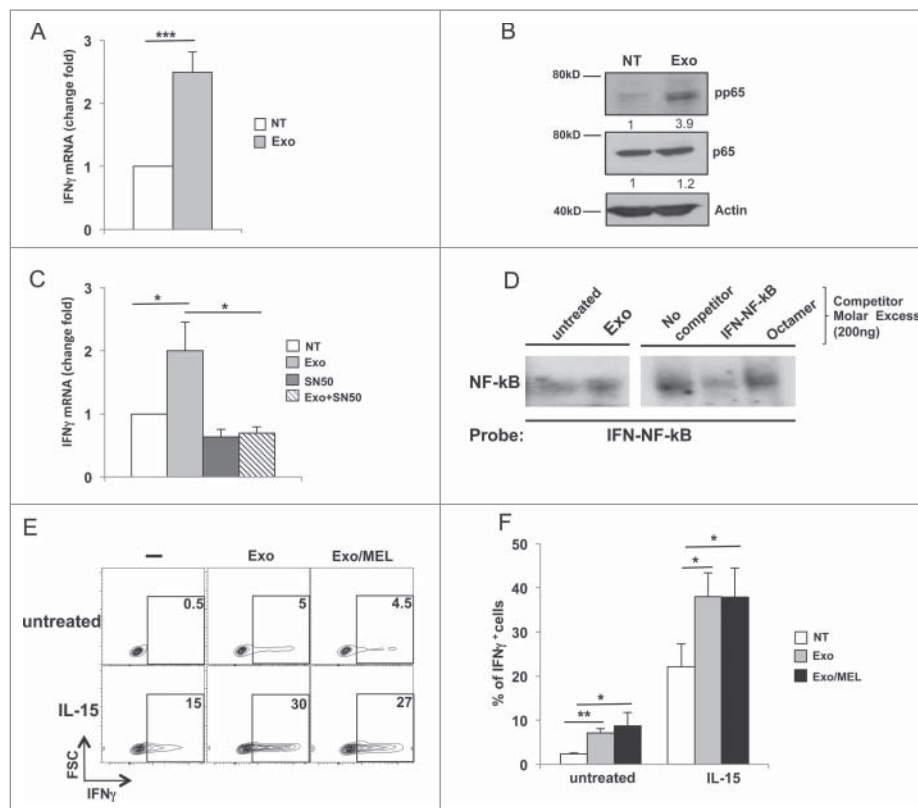 A
IFNγ mRNA (change fold)
3
2
1
0
***
NT
Exo
B
NT Exo
80kD
pp65
1 3.9
80kD
p65
1 1.2
40kD
Actin
C
IFNγ mRNA (change fold)
3
2
1
0
*
*
NT
Exo
SN50
Exo+SN50
D
untreated
Exo
No competitor
IFN-NF-kB
Octamer
Competitor
Molar Excess
(200ng)
NF-kB
Probe: IFN-NF-kB
E
— Exo Exo/MEL
untreated
0.5 5 4.5
IL-15
15 30 27
FSC
IFNγ
F
% of IFNγ+ cells
50
40
30
20
10
0
**
*
*
*
NT
Exo
Exo/MEL
untreated IL-15